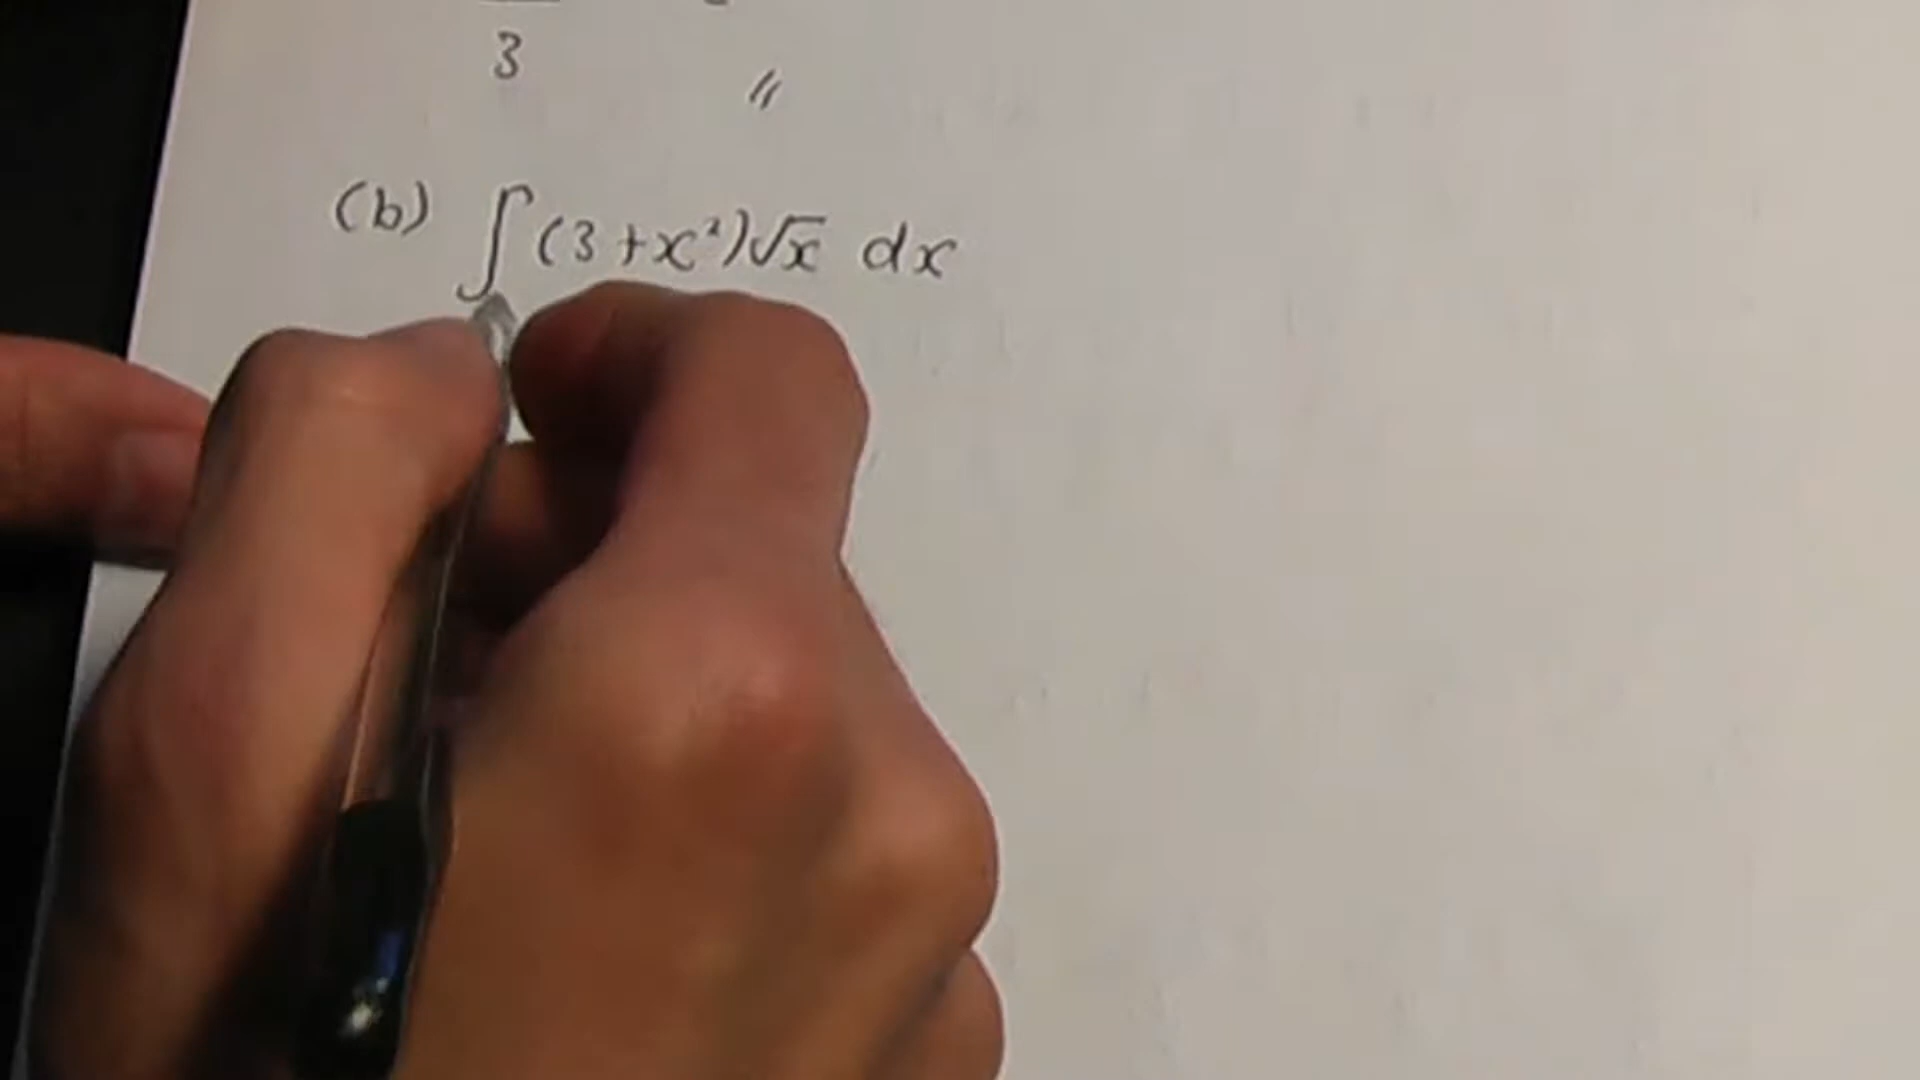 3
〃
(b) ∫(3+x²)√x dx